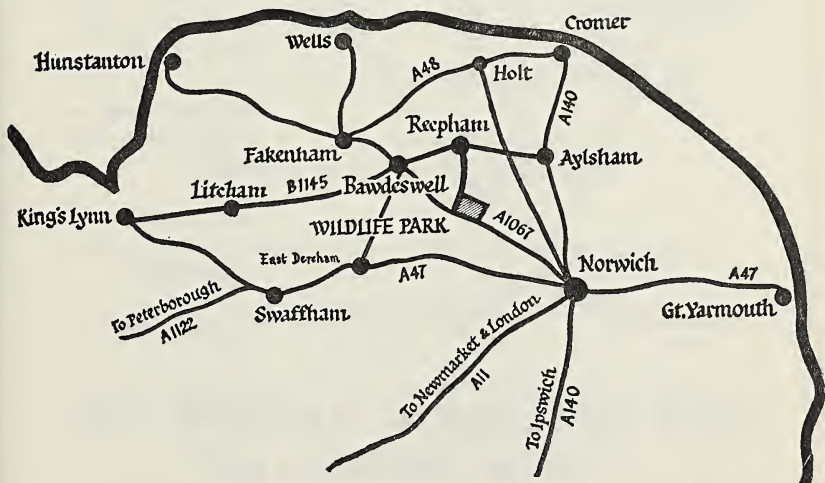 Cromer
Wells
Hunstanton
A48
Holt
A140
Reepham
Fakenham
Aylsham
Litcham
B1145
Bawdeswell
King's Lynn
WILDLIFE PARK
A1067
East Dereham
A47
Norwich
A47
To Peterborough
A1122
Swaffham
Gt. Yarmouth
To Newmarket & London
A11
To Ipswich
A140